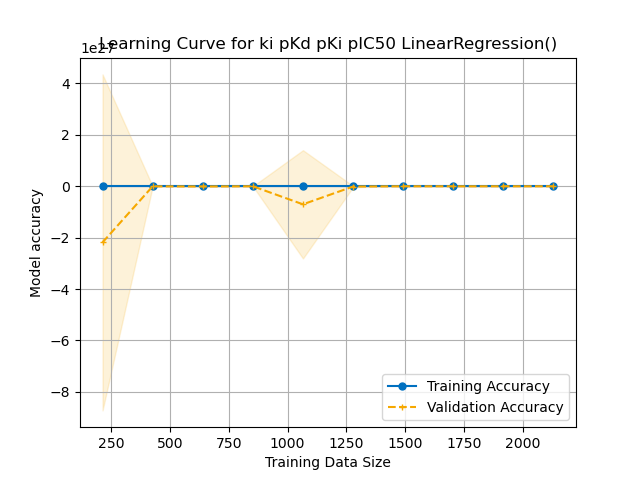 Learning Curve for ki pKd pKi pIC50 LinearRegression()
1e27
4
2
0
−2
−4
−6
−8
Model accuracy
250 500 750 1000 1250 1500 1750 2000
Training Data Size
Training Accuracy
Validation Accuracy